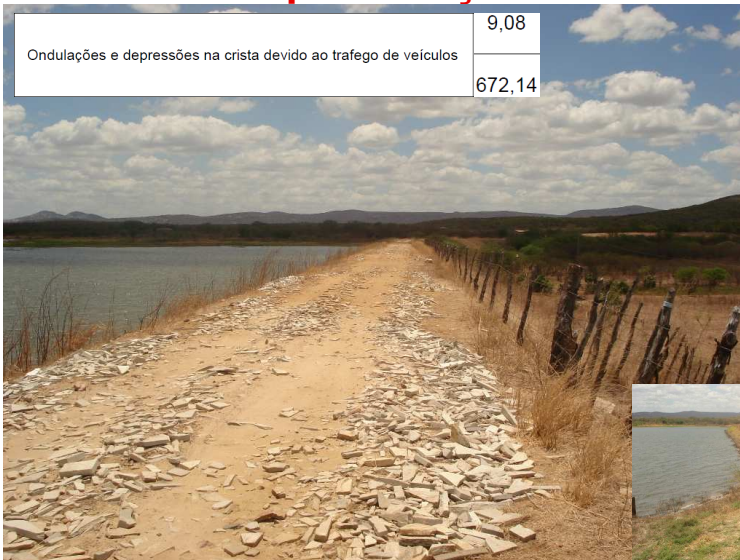 9,08
Ondulações e depressões na crista devido ao trafego de veículos
672,14